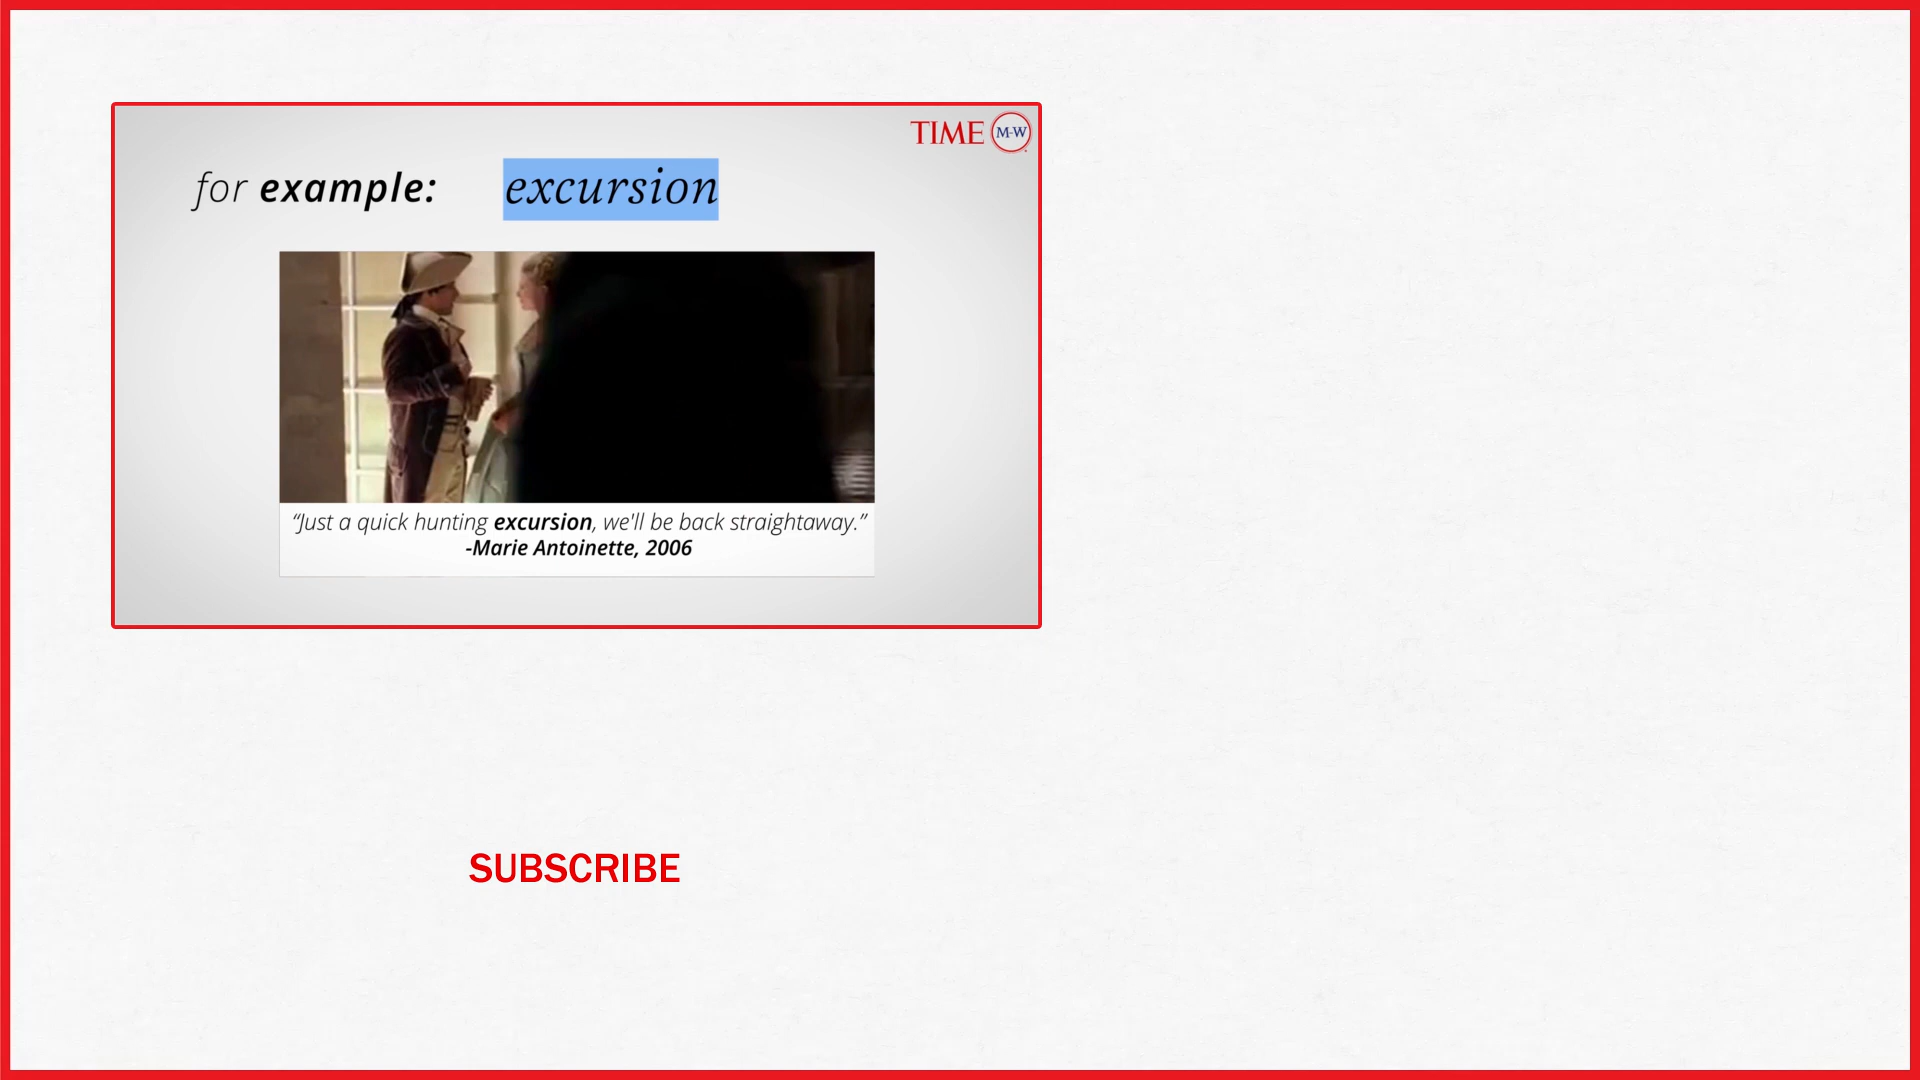 TIME M-W
for example: excursion
“Just a quick hunting excursion, we'll be back straightaway.”
-Marie Antoinette, 2006
SUBSCRIBE